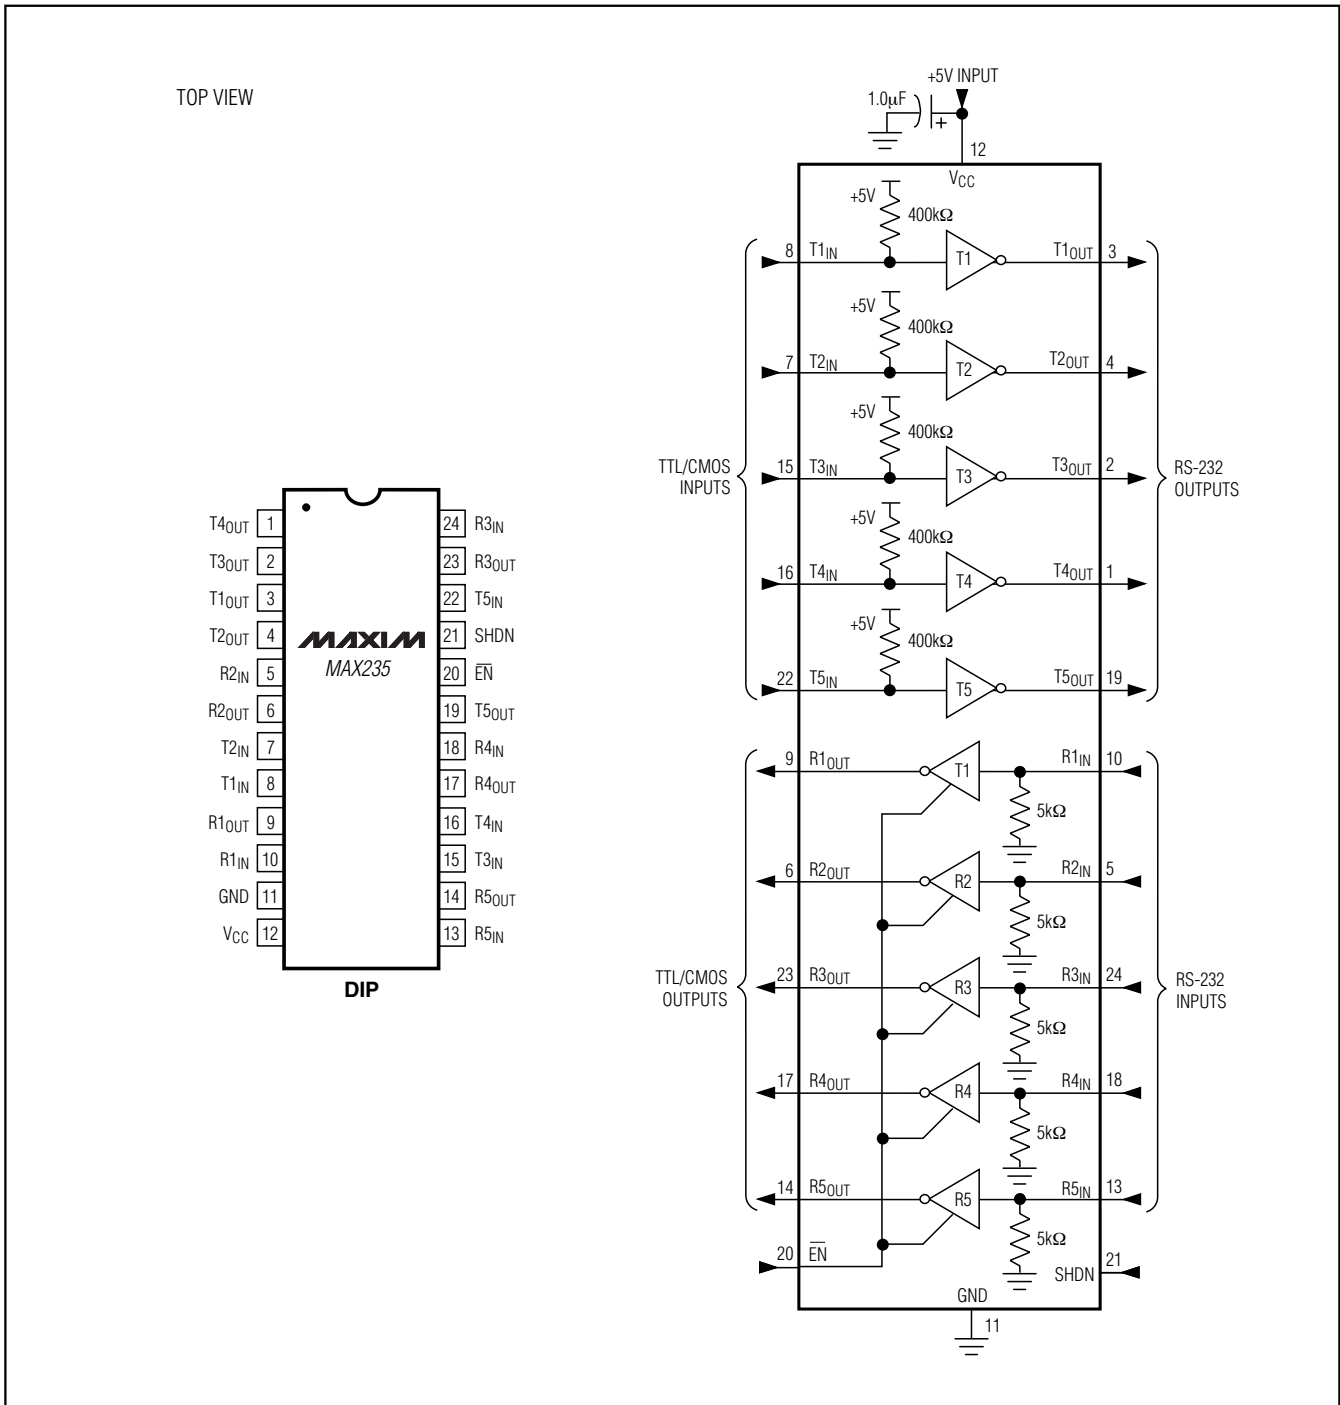 TOP VIEW
T4OUT 1
T3OUT 2
T1OUT 3
T2OUT 4
R2IN 5
R2OUT 6
T2IN 7
T1IN 8
R1OUT 9
R1IN 10
GND 11
VCC 12
MAXIM
MAX235
24 R3IN
23 R3OUT
22 T5IN
21 SHDN
20 E̅N̅
19 T5OUT
18 R4IN
17 R4OUT
16 T4IN
15 T3IN
14 R5OUT
13 R5IN
DIP
+5V INPUT
1.0µF
+
12
VCC
+5V
400kΩ
8 T1IN T1 T1OUT 3
+5V
400kΩ
7 T2IN T2 T2OUT 4
+5V
400kΩ
15 T3IN T3 T3OUT 2
+5V
400kΩ
16 T4IN T4 T4OUT 1
+5V
400kΩ
22 T5IN T5 T5OUT 19
TTL/CMOS
INPUTS
RS-232
OUTPUTS
9 R1OUT T1 R1IN 10
5kΩ
6 R2OUT R2 R2IN 5
5kΩ
23 R3OUT R3 R3IN 24
5kΩ
17 R4OUT R4 R4IN 18
5kΩ
14 R5OUT R5 R5IN 13
5kΩ
TTL/CMOS
OUTPUTS
RS-232
INPUTS
20 E̅N̅
SHDN 21
GND
11